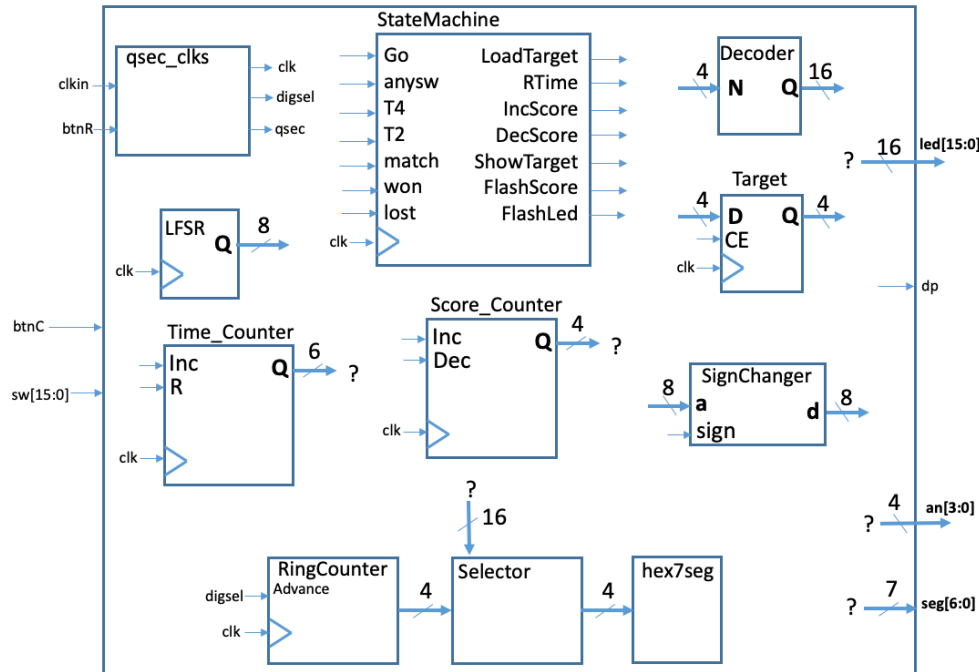 StateMachine
qsec_clks
clk
clkin
digsel
btnR
qsec
Go
anysw
T4
T2
match
won
lost
clk
LoadTarget
RTime
IncScore
DecScore
ShowTarget
FlashScore
FlashLed
Decoder
4
N
Q
16
?
16
led[15:0]
Target
4
D
Q
4
CE
clk
LFSR
Q
8
clk
dp
btnC
sw[15:0]
Time_Counter
Inc
R
Q
6
?
clk
Score_Counter
Inc
Dec
Q
4
?
clk
SignChanger
8
a
sign
d
8
?
16
?
4
an[3:0]
RingCounter
Advance
digsel
clk
4
Selector
4
hex7seg
?
7
seg[6:0]